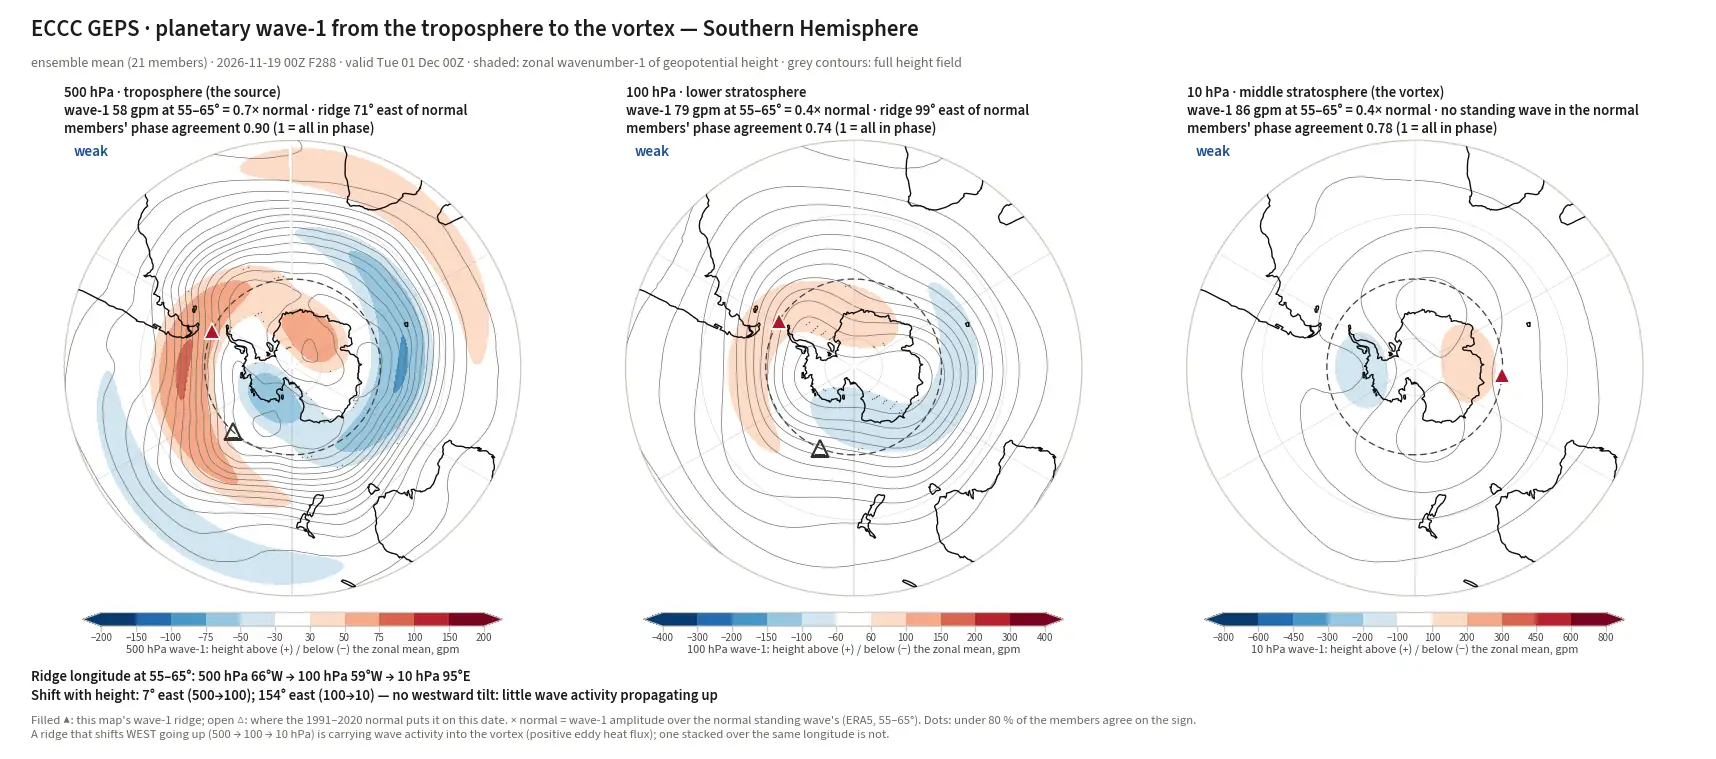 ECCC GEPS · planetary wave-1 from the troposphere to the vortex — Southern Hemisphere
ensemble mean (21 members) · 2026-11-19 00Z F288 · valid Tue 01 Dec 00Z · shaded: zonal wavenumber-1 of geopotential height · grey contours: full height field
500 hPa · troposphere (the source)
wave-1 58 gpm at 55–65° = 0.7× normal · ridge 71° east of normal
members' phase agreement 0.90 (1 = all in phase)
weak
100 hPa · lower stratosphere
wave-1 79 gpm at 55–65° = 0.4× normal · ridge 99° east of normal
members' phase agreement 0.74 (1 = all in phase)
weak
10 hPa · middle stratosphere (the vortex)
wave-1 86 gpm at 55–65° = 0.4× normal · no standing wave in the normal
members' phase agreement 0.78 (1 = all in phase)
weak
−200 −150 −100 −75 −50 −30 30 50 75 100 150 200
500 hPa wave-1: height above (+) / below (−) the zonal mean, gpm
−400 −300 −200 −150 −100 −60 60 100 150 200 300 400
100 hPa wave-1: height above (+) / below (−) the zonal mean, gpm
−800 −600 −450 −300 −200 −100 100 200 300 450 600 800
10 hPa wave-1: height above (+) / below (−) the zonal mean, gpm
Ridge longitude at 55–65°: 500 hPa 66°W → 100 hPa 59°W → 10 hPa 95°E
Shift with height: 7° east (500→100); 154° east (100→10) — no westward tilt: little wave activity propagating up
Filled ▲: this map's wave-1 ridge; open △: where the 1991–2020 normal puts it on this date. × normal = wave-1 amplitude over the normal standing wave's (ERA5, 55–65°). Dots: under 80 % of the members agree on the sign.
A ridge that shifts WEST going up (500 → 100 → 10 hPa) is carrying wave activity into the vortex (positive eddy heat flux); one stacked over the same longitude is not.